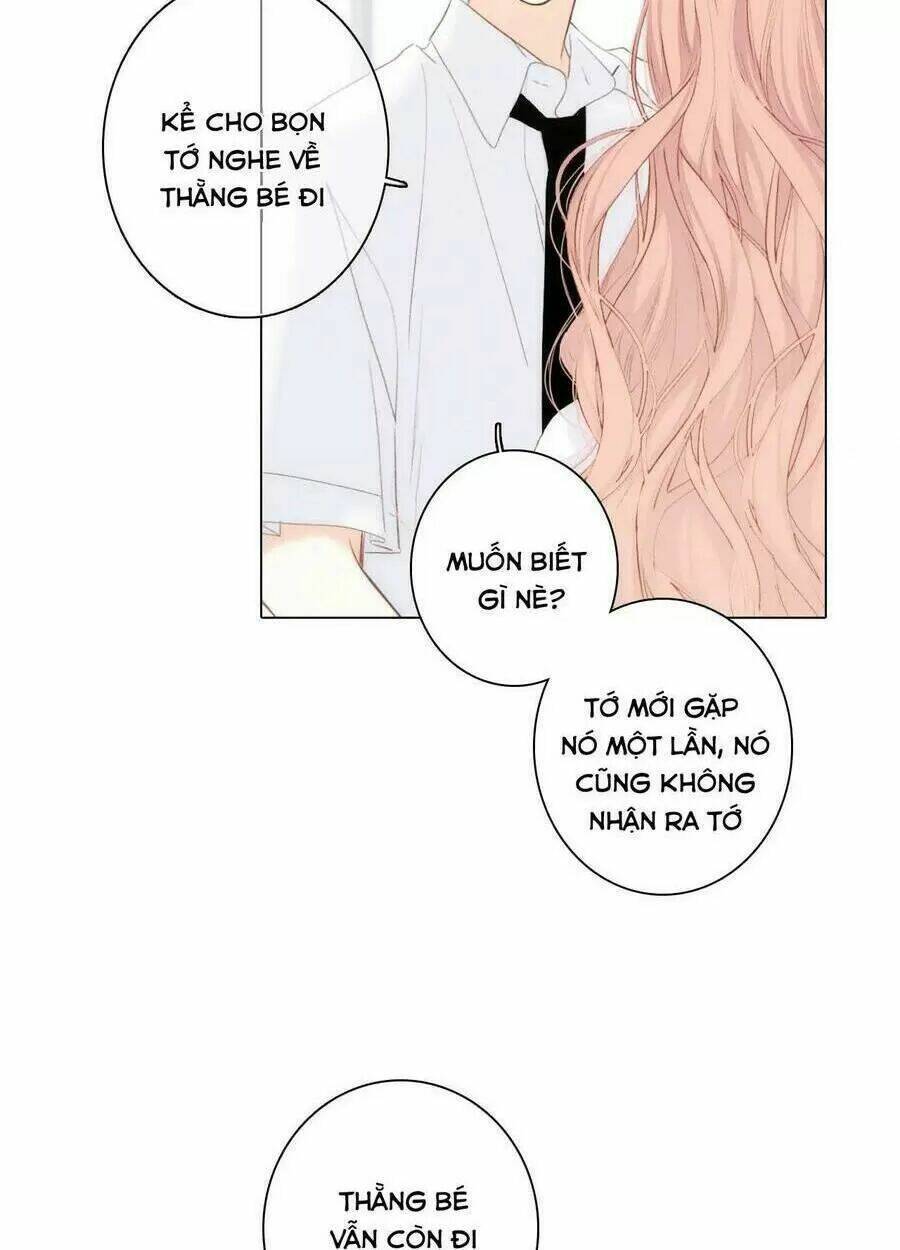 KỂ CHO BỌN
TỚ NGHE VỀ
THẰNG BÉ ĐI
MUỐN BIẾT
GÌ NÈ?
TỚ MỚI GẶP
NÓ MỘT LẦN, NÓ
CŨNG KHÔNG
NHẬN RA TỚ
THẰNG BÉ
VẪN CÒN ĐI